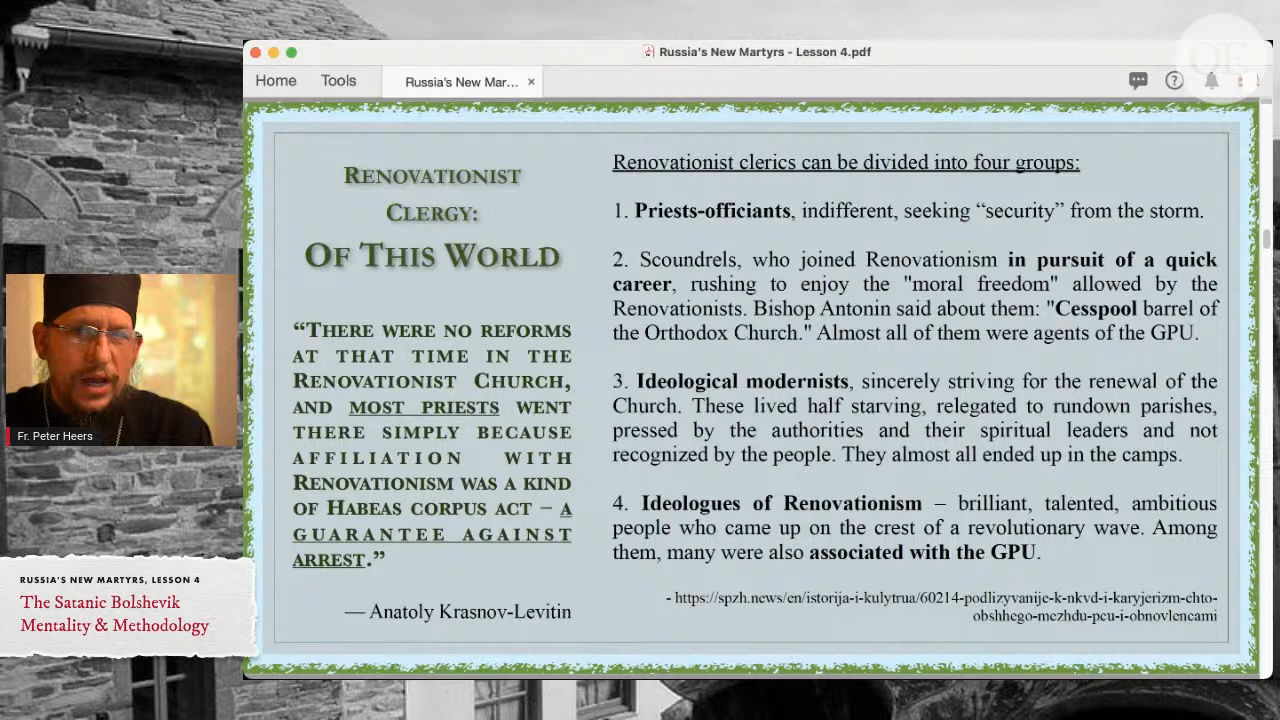 Russia's New Martyrs - Lesson 4.pdf
Home Tools Russia's New Mar... ×
RENOVATIONIST
CLERGY:
OF THIS WORLD
“THERE WERE NO REFORMS
AT THAT TIME IN THE
RENOVATIONIST CHURCH,
AND MOST PRIESTS WENT
THERE SIMPLY BECAUSE
AFFILIATION WITH
RENOVATIONISM WAS A KIND
OF HABEAS CORPUS ACT – A
GUARANTEE AGAINST
ARREST.”
— Anatoly Krasnov-Levitin
Renovationist clerics can be divided into four groups:
1. Priests-officiants, indifferent, seeking “security” from the storm.
2. Scoundrels, who joined Renovationism in pursuit of a quick
career, rushing to enjoy the "moral freedom" allowed by the
Renovationists. Bishop Antonin said about them: "Cesspool barrel of
the Orthodox Church." Almost all of them were agents of the GPU.
3. Ideological modernists, sincerely striving for the renewal of the
Church. These lived half starving, relegated to rundown parishes,
pressed by the authorities and their spiritual leaders and not
recognized by the people. They almost all ended up in the camps.
4. Ideologues of Renovationism – brilliant, talented, ambitious
people who came up on the crest of a revolutionary wave. Among
them, many were also associated with the GPU.
- https://spzh.news/en/istorija-i-kulytrua/60214-podlizyvanije-k-nkvd-i-karyjerizm-chto-
obshhego-mezhdu-pcu-i-obnovlencami
Fr. Peter Heers
RUSSIA'S NEW MARTYRS, LESSON 4
The Satanic Bolshevik
Mentality & Methodology